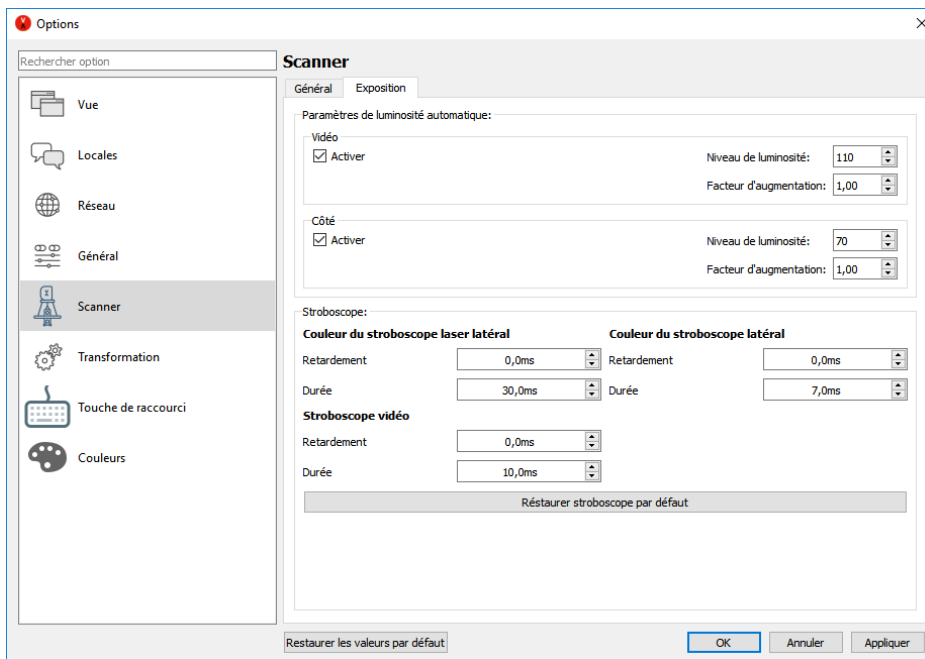 Options
Rechercher option
Vue
Locales
Réseau
Général
Scanner
Transformation
Touche de raccourci
Couleurs
Scanner
Général Exposition
Paramètres de luminosité automatique:
Vidéo
Activer Niveau de luminosité: 110
Facteur d'augmentation: 1,00
Côté
Activer Niveau de luminosité: 70
Facteur d'augmentation: 1,00
Stroboscope:
Couleur du stroboscope laser latéral Couleur du stroboscope latéral
Retardement 0,0ms Retardement 0,0ms
Durée 30,0ms Durée 7,0ms
Stroboscope vidéo
Retardement 0,0ms
Durée 10,0ms
Réstaurer stroboscope par défaut
Restaurer les valeurs par défaut OK Annuler Appliquer